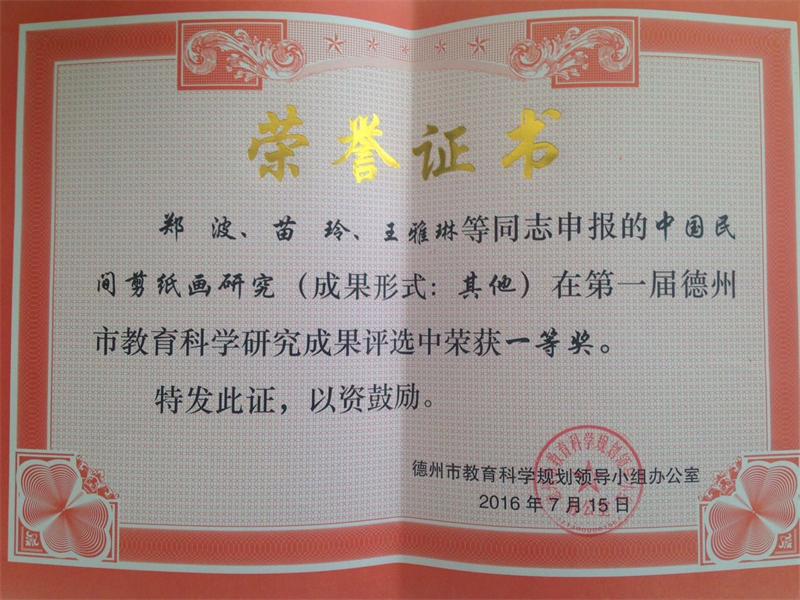 荣誉证书
郑 波、苗 玲、王雅琳等同志申报的中国民
间剪纸画研究（成果形式：其他）在第一届德州
市教育科学研究成果评选中荣获一等奖。
特发此证，以资鼓励。
德州市教育科学规划领导小组办公室
2016年7月15日